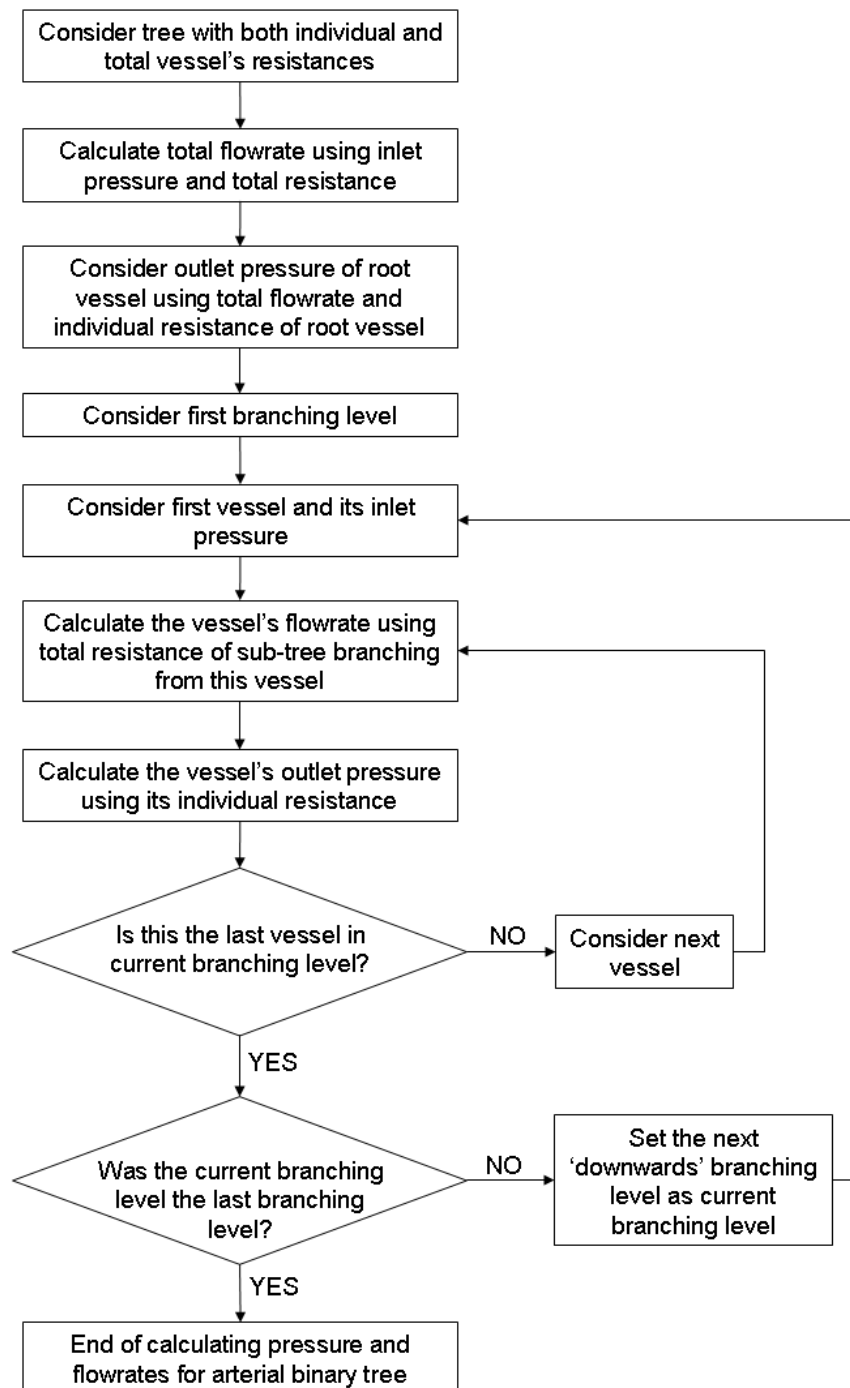 Consider tree with both individual and
total vessel's resistances
Calculate total flowrate using inlet
pressure and total resistance
Consider outlet pressure of root
vessel using total flowrate and
individual resistance of root vessel
Consider first branching level
Consider first vessel and its inlet
pressure
Calculate the vessel's flowrate using
total resistance of sub-tree branching
from this vessel
Calculate the vessel's outlet pressure
using its individual resistance
Is this the last vessel in
current branching level?
NO
Consider next
vessel
YES
Was the current branching
level the last branching
level?
NO
Set the next
‘downwards’ branching
level as current
branching level
YES
End of calculating pressure and
flowrates for arterial binary tree